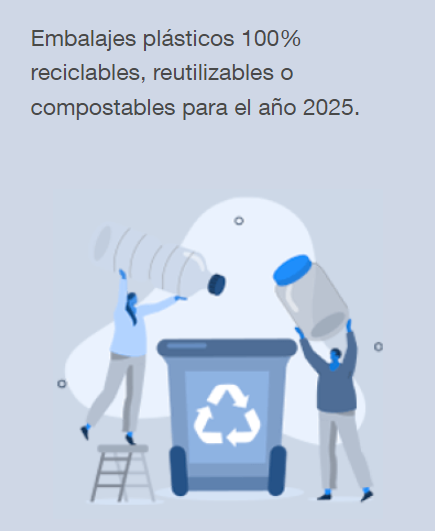 Embalajes plásticos 100%
reciclables, reutilizables o
compostables para el año 2025.